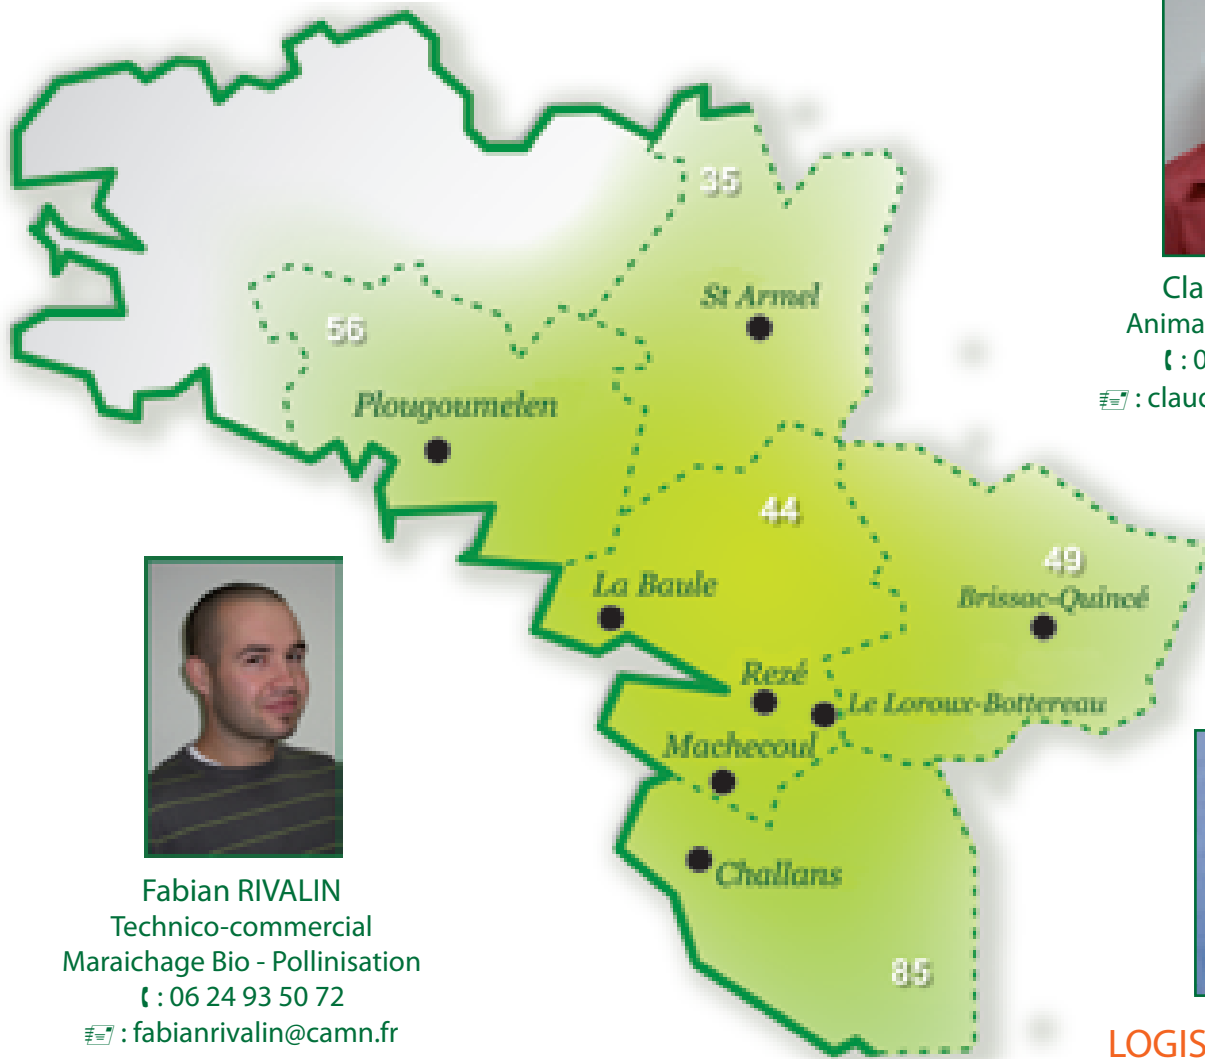 35
St Armel
56
Plougoumelen
44
49
La Baule
Brissac-Quincé
Rezé
Le Loroux-Bottereau
Machecoul
Challans
85
Fabian RIVALIN
Technico-commercial
Maraichage Bio - Pollinisation
: 06 24 93 50 72
: fabianrivalin@camn.fr
Cla
Anima
: 0
: clau
LOGIS